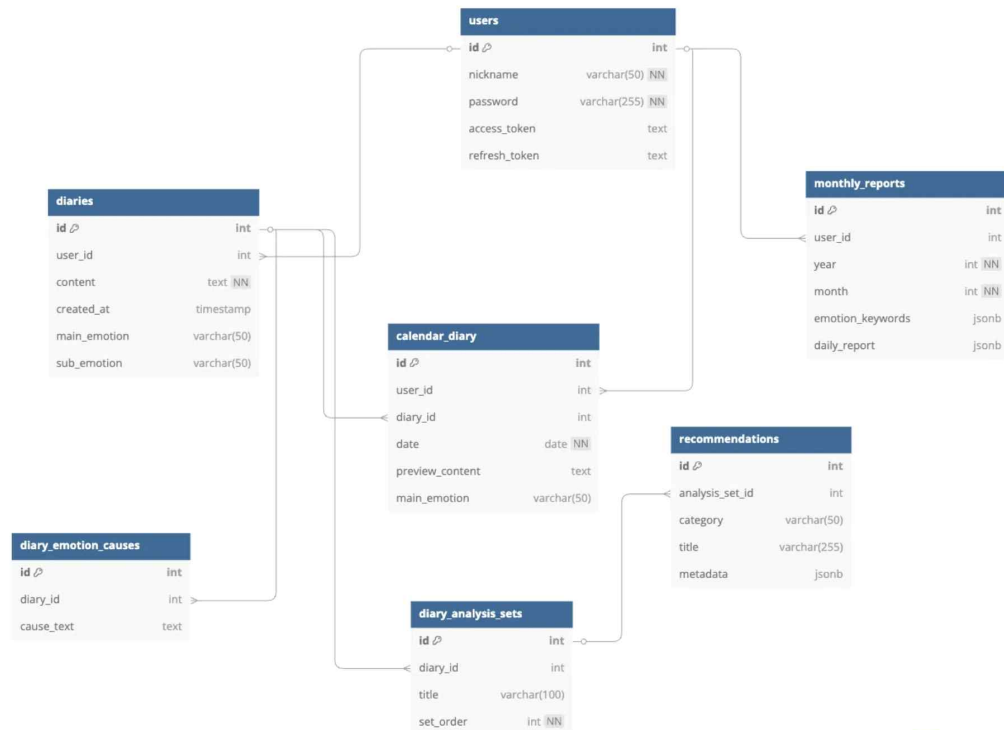 users
id int
nickname varchar(50) NN
password varchar(255) NN
access_token text
refresh_token text
monthly_reports
id int
user_id int
year int NN
month int NN
emotion_keywords jsonb
daily_report jsonb
diaries
id int
user_id int
content text NN
created_at timestamp
main_emotion varchar(50)
sub_emotion varchar(50)
calendar_diary
id int
user_id int
diary_id int
date date NN
preview_content text
main_emotion varchar(50)
recommendations
id int
analysis_set_id int
category varchar(50)
title varchar(255)
metadata jsonb
diary_emotion_causes
id int
diary_id int
cause_text text
diary_analysis_sets
id int
diary_id int
title varchar(100)
set_order int NN